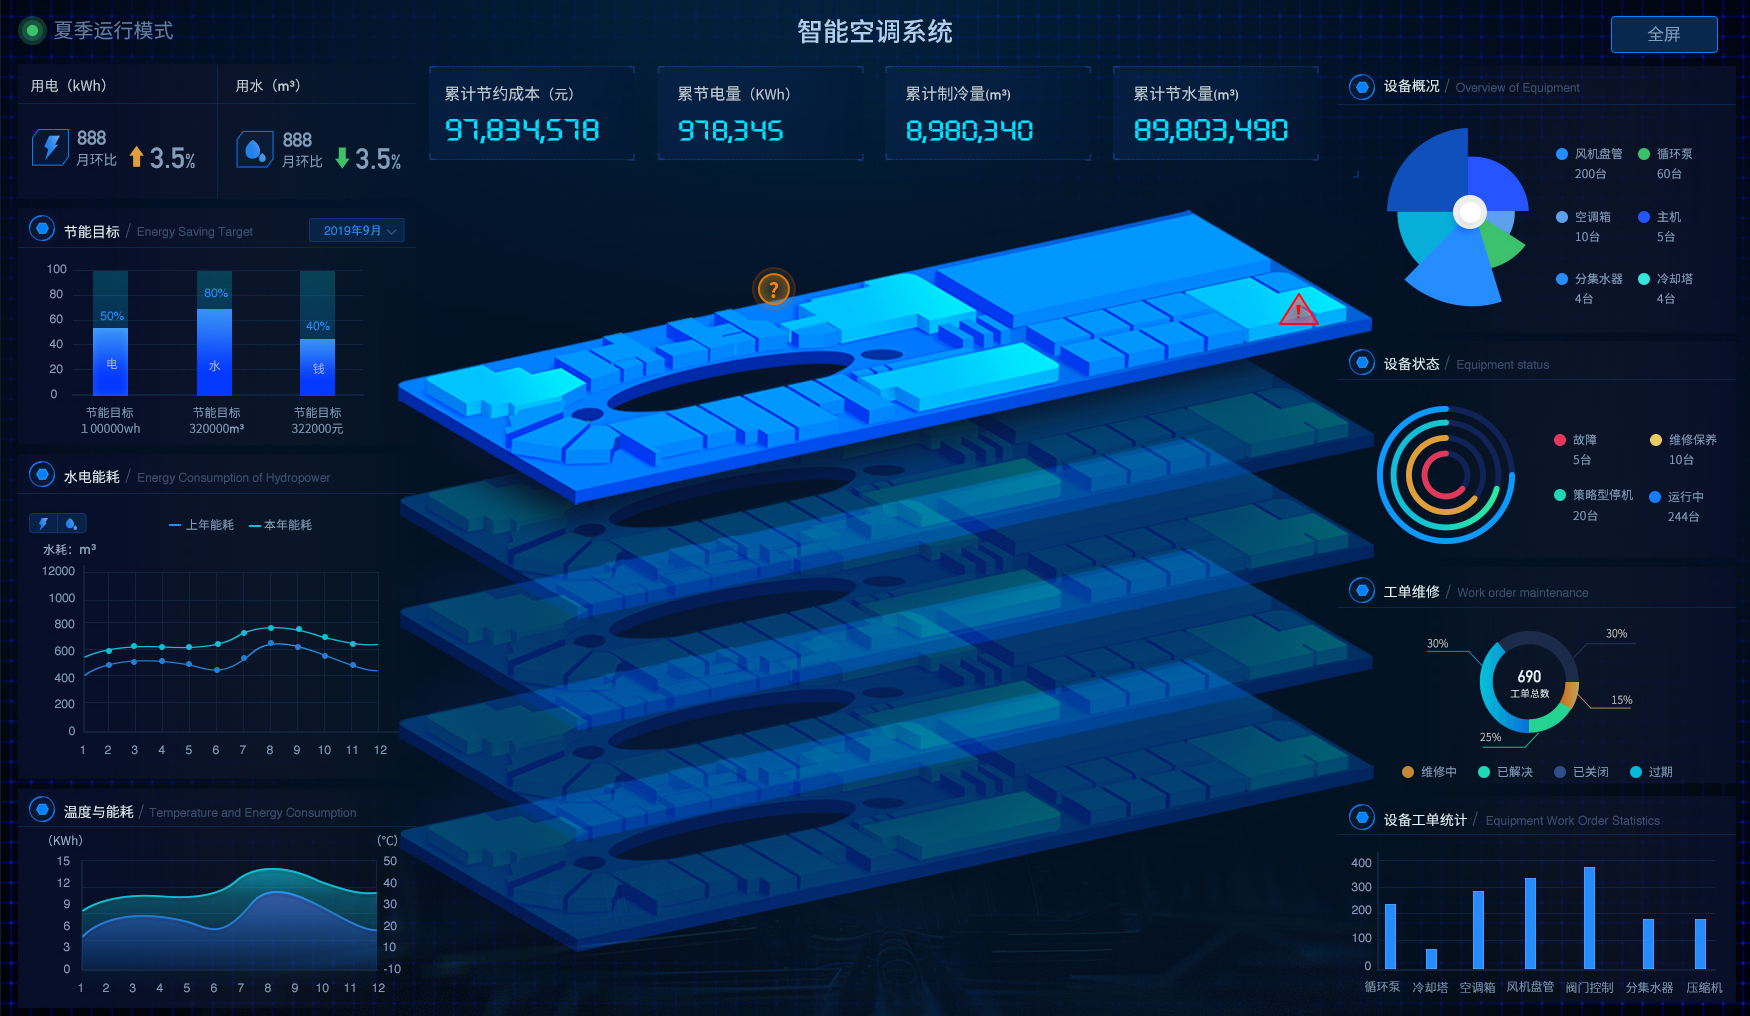 夏季运行模式
智能空调系统
全屏
用电（kWh）
用水（m³）
888
月环比
3.5%
888
月环比
3.5%
累计节约成本（元）
97,834,578
累节电量（KWh）
978,345
累计制冷量(m³)
8,980,340
累计节水量(m³)
89,803,490
节能目标 / Energy Saving Target
2019年9月
100
80
60
40
20
0
50%
80%
40%
电
水
钱
节能目标
100000wh
节能目标
320000m³
节能目标
322000元
水电能耗 / Energy Consumption of Hydropower
上年能耗
本年能耗
水耗：m³
12000
1000
800
600
400
200
0
1 2 3 4 5 6 7 8 9 10 11 12
温度与能耗 / Temperature and Energy Consumption
（KWh）
（℃）
15
12
9
6
3
0
50
40
30
20
10
-10
1 2 3 4 5 6 7 8 9 10 11 12
?
!
设备概况 / Overview of Equipment
风机盘管
200台
循环泵
60台
空调箱
10台
主机
5台
分集水器
4台
冷却塔
4台
设备状态 / Equipment status
故障
5台
维修保养
10台
策略型停机
20台
运行中
244台
工单维修 / Work order maintenance
30%
30%
15%
25%
690
工单总数
维修中
已解决
已关闭
过期
设备工单统计 / Equipment Work Order Statistics
400
300
200
100
0
循环泵 冷却塔 空调箱 风机盘管 阀门控制 分集水器 压缩机